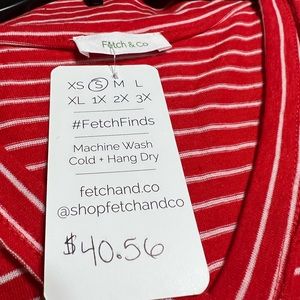 Fetch & Co
XS S M L
XL 1X 2X 3X
#FetchFinds
Machine Wash
Cold + Hang Dry
fetchand.co
@shopfetchandco
$40.56